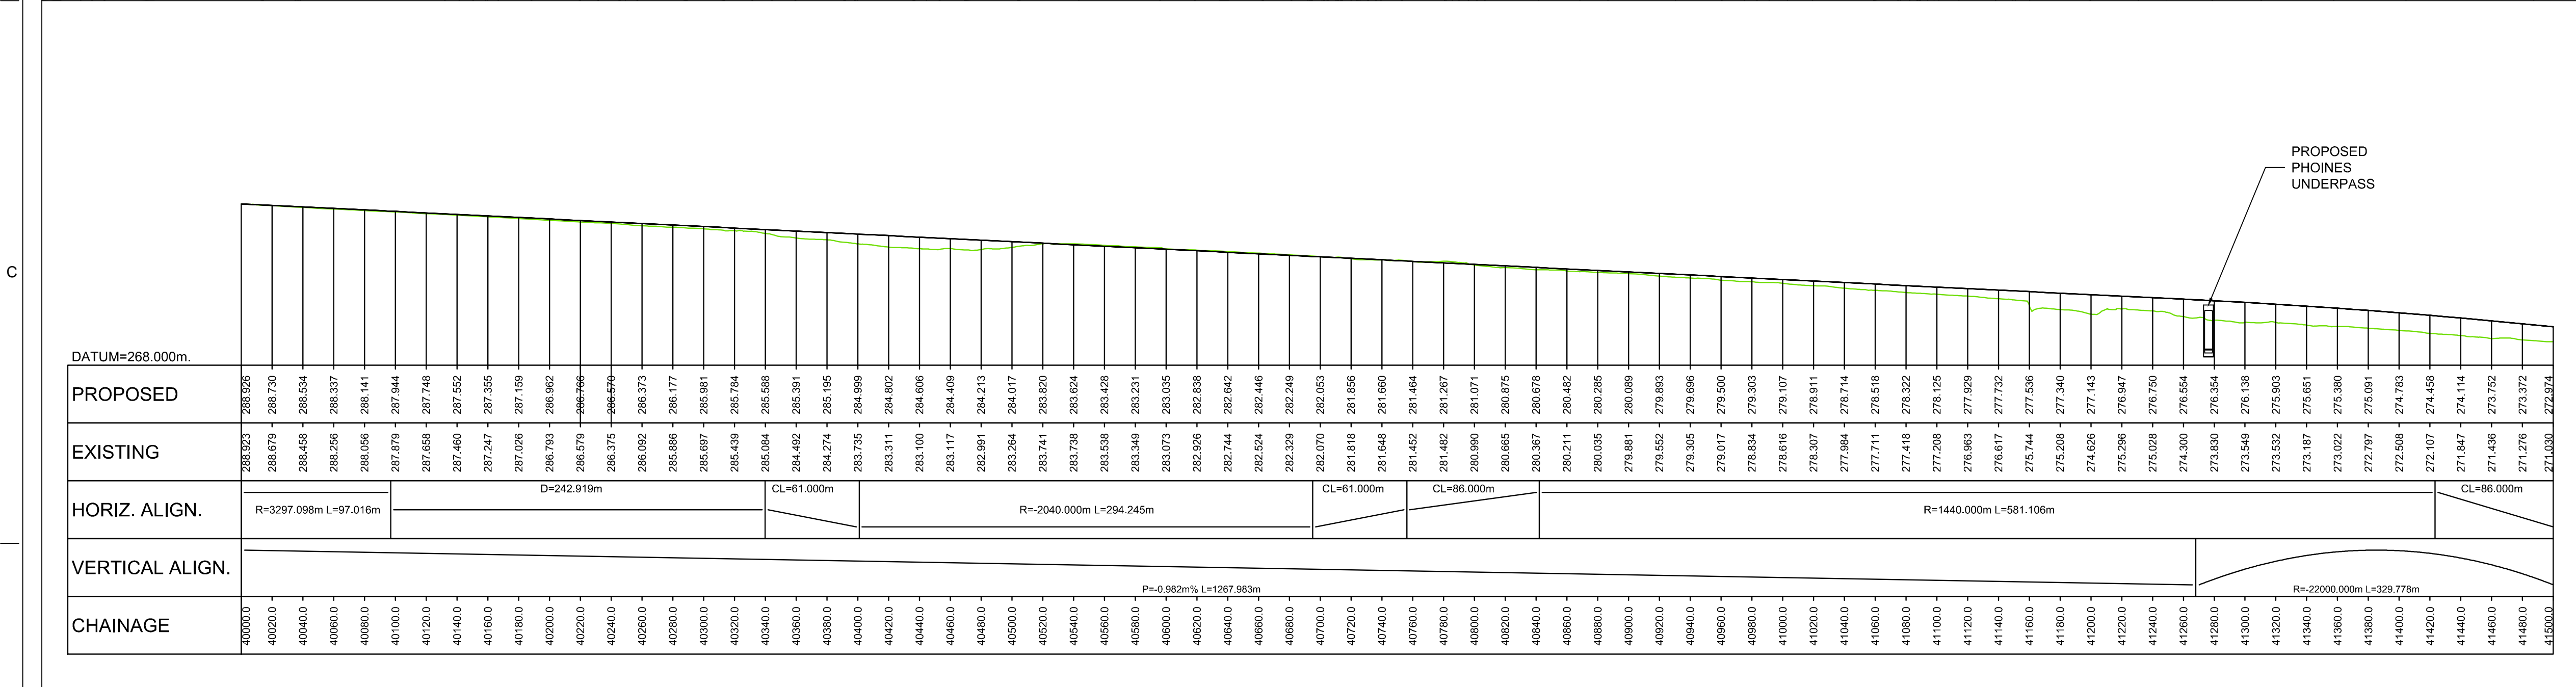 PROPOSED
PHOINES
UNDERPASS
C
DATUM=268.000m.
PROPOSED 288.926 288.730 288.534 288.337 288.141 287.944 287.748 287.552 287.355 287.159 286.962 286.766 286.570 286.373 286.177 285.981 285.784 285.588 285.391 285.195 284.999 284.802 284.606 284.409 284.213 284.017 283.820 283.624 283.428 283.231 283.035 282.838 282.642 282.446 282.249 282.053 281.856 281.660 281.464 281.267 281.071 280.875 280.678 280.482 280.285 280.089 279.893 279.696 279.500 279.303 279.107 278.911 278.714 278.518 278.322 278.125 277.929 277.732 277.536 277.340 277.143 276.947 276.750 276.554 276.354 276.138 275.903 275.651 275.380 275.091 274.783 274.458 274.114 273.752 273.372 272.974
EXISTING 288.923 288.679 288.458 288.256 288.056 287.879 287.658 287.460 287.247 287.026 286.793 286.579 286.375 286.092 285.886 285.697 285.439 285.084 284.492 284.274 283.735 283.311 283.100 283.117 282.991 283.264 283.741 283.738 283.538 283.349 283.073 282.926 282.744 282.524 282.329 282.070 281.818 281.648 281.452 281.482 280.990 280.665 280.367 280.211 280.035 279.881 279.552 279.305 279.017 278.834 278.616 278.307 277.984 277.711 277.418 277.208 276.963 276.617 275.744 275.208 274.626 275.296 275.028 274.300 273.830 273.549 273.532 273.187 273.022 272.797 272.508 272.107 271.847 271.436 271.276 271.030
HORIZ. ALIGN. R=3297.098m L=97.016m D=242.919m CL=61.000m R=-2040.000m L=294.245m CL=61.000m CL=86.000m R=1440.000m L=581.106m CL=86.000m
VERTICAL ALIGN. P=-0.982m% L=1267.983m R=-22000.000m L=329.778m
CHAINAGE 40000.0 40020.0 40040.0 40060.0 40080.0 40100.0 40120.0 40140.0 40160.0 40180.0 40200.0 40220.0 40240.0 40260.0 40280.0 40300.0 40320.0 40340.0 40360.0 40380.0 40400.0 40420.0 40440.0 40460.0 40480.0 40500.0 40520.0 40540.0 40560.0 40580.0 40600.0 40620.0 40640.0 40660.0 40680.0 40700.0 40720.0 40740.0 40760.0 40780.0 40800.0 40820.0 40840.0 40860.0 40880.0 40900.0 40920.0 40940.0 40960.0 40980.0 41000.0 41020.0 41040.0 41060.0 41080.0 41100.0 41120.0 41140.0 41160.0 41180.0 41200.0 41220.0 41240.0 41260.0 41280.0 41300.0 41320.0 41340.0 41360.0 41380.0 41400.0 41420.0 41440.0 41460.0 41480.0 41500.0